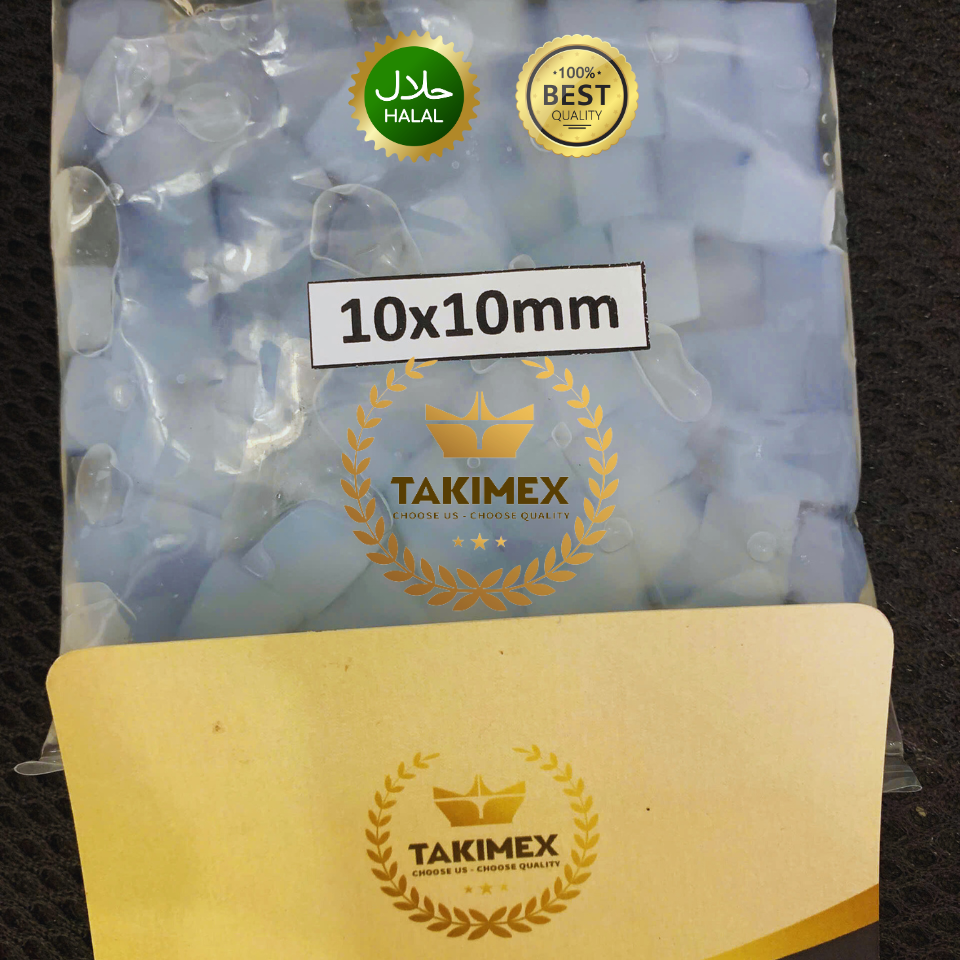 حلال
HALAL
100%
BEST
QUALITY
10x10mm
TAKIMEX
CHOOSE US - CHOOSE QUALITY
TAKIMEX
CHOOSE US - CHOOSE QUALITY